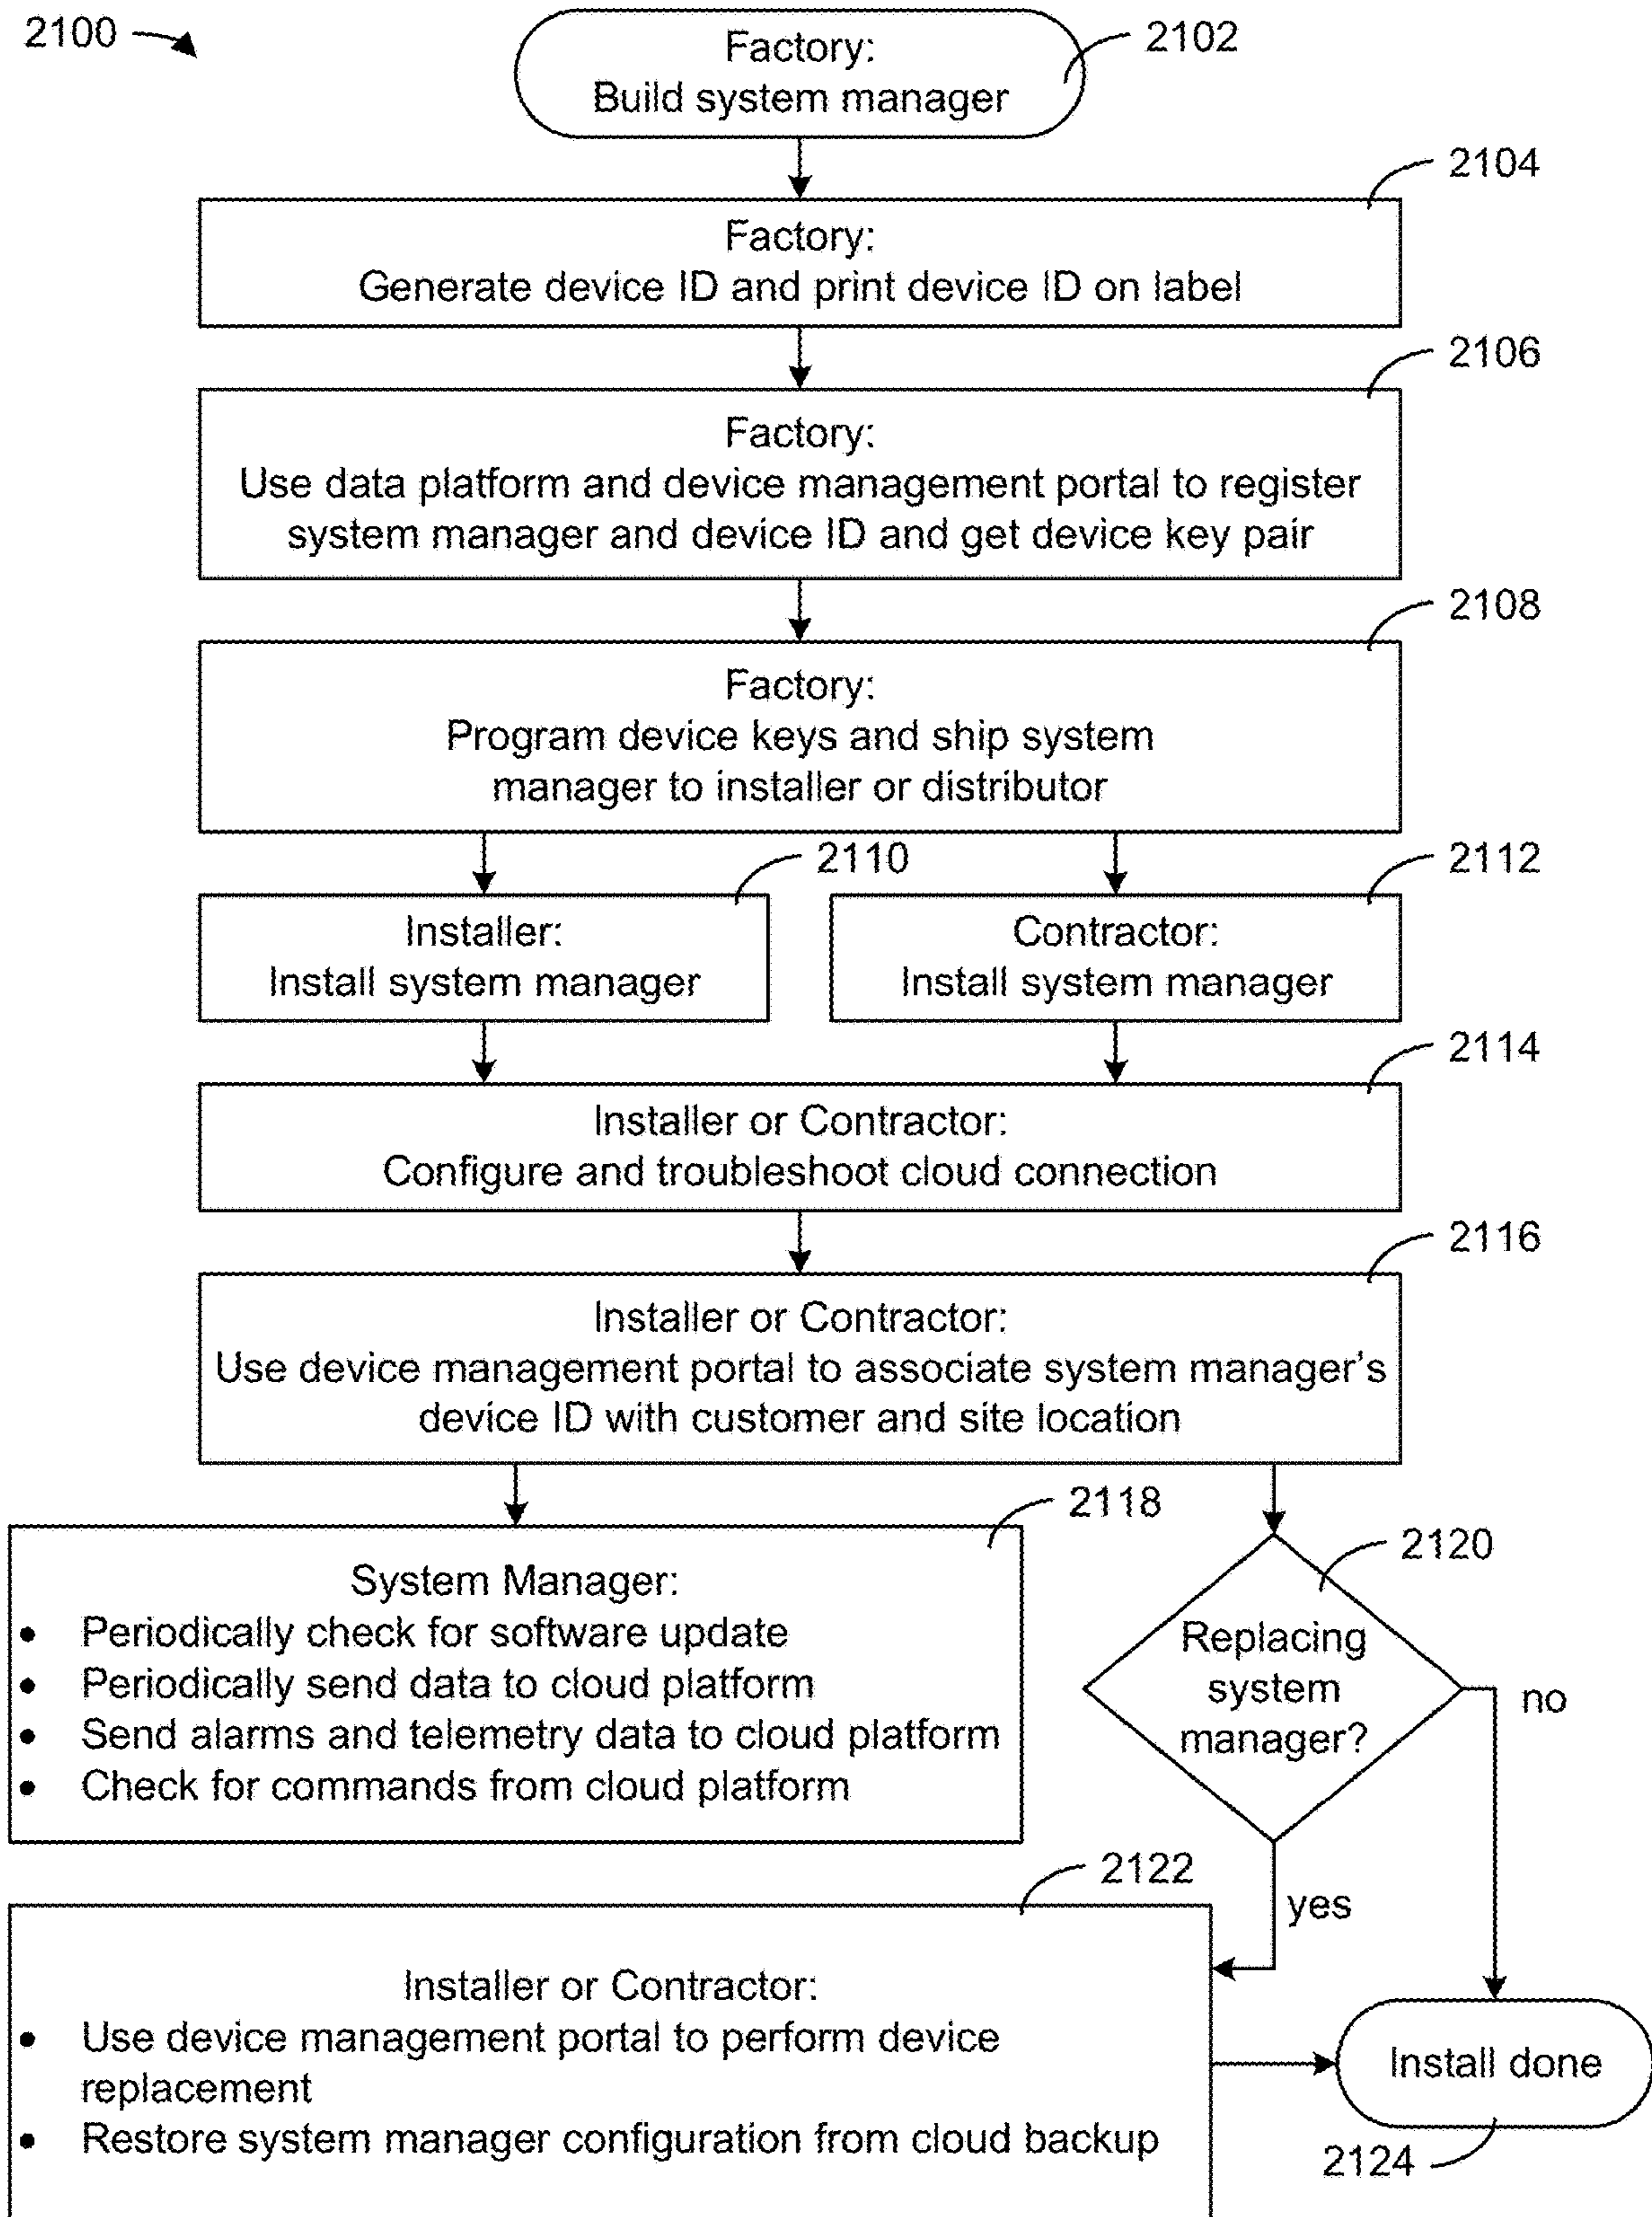 2100
Factory:
Build system manager
2102
2104
Factory:
Generate device ID and print device ID on label
2106
Factory:
Use data platform and device management portal to register
system manager and device ID and get device key pair
2108
Factory:
Program device keys and ship system
manager to installer or distributor
2110
Installer:
Install system manager
2112
Contractor:
Install system manager
2114
Installer or Contractor:
Configure and troubleshoot cloud connection
2116
Installer or Contractor:
Use device management portal to associate system manager's
device ID with customer and site location
2118
System Manager:
• Periodically check for software update
• Periodically send data to cloud platform
• Send alarms and telemetry data to cloud platform
• Check for commands from cloud platform
2120
Replacing
system
manager?
no
yes
2122
Installer or Contractor:
• Use device management portal to perform device
replacement
• Restore system manager configuration from cloud backup
Install done
2124